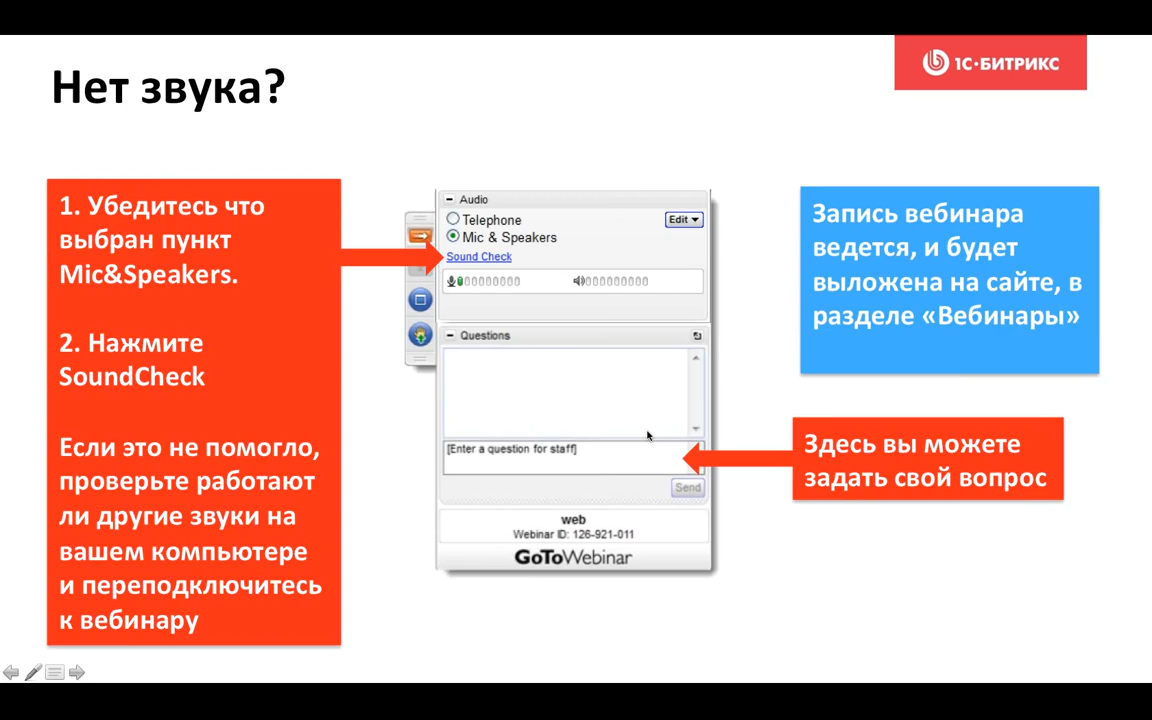 Нет звука?
1С·БИТРИКС
1. Убедитесь что
выбран пункт
Mic&Speakers.
2. Нажмите
SoundCheck
Если это не помогло,
проверьте работают
ли другие звуки на
вашем компьютере
и переподключитесь
к вебинару
Audio
Telephone
Edit
Mic & Speakers
Sound Check
Questions
[Enter a question for staff]
Send
web
Webinar ID: 126-921-011
GoToWebinar
Запись вебинара
ведется, и будет
выложена на сайте, в
разделе «Вебинары»
Здесь вы можете
задать свой вопрос